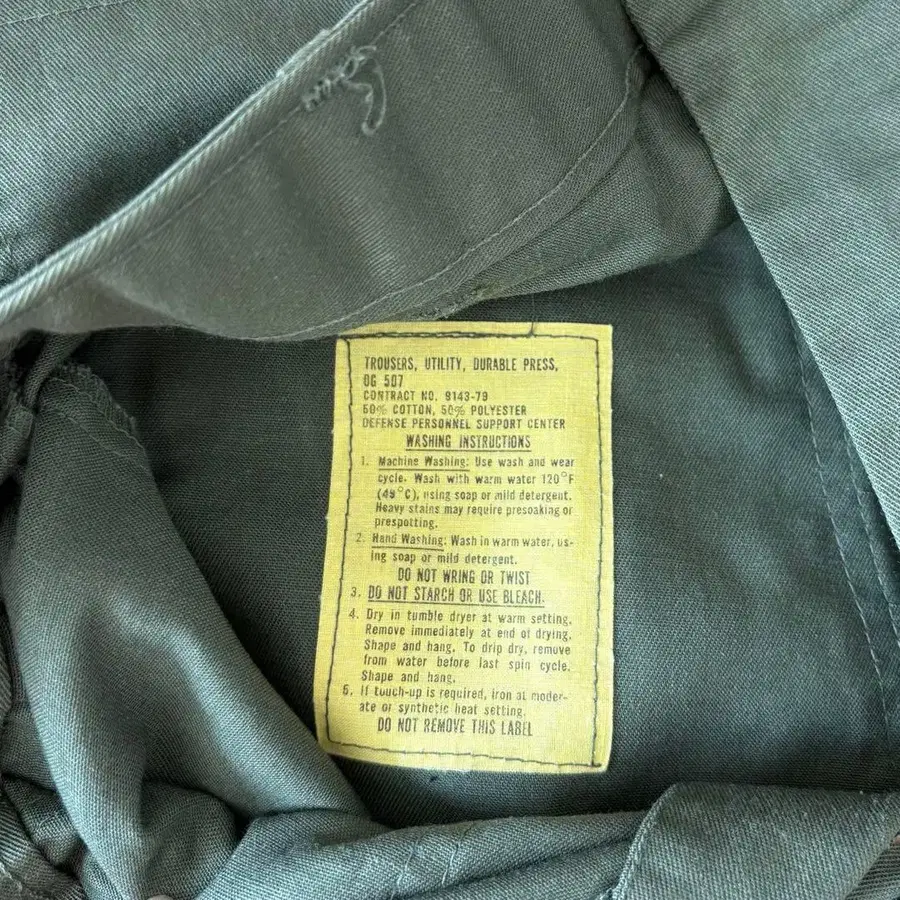 TROUSERS, UTILITY, DURABLE PRESS,
OG 507
CONTRACT NO. 9143-79
50% COTTON, 50% POLYESTER
DEFENSE PERSONNEL SUPPORT CENTER
WASHING INSTRUCTIONS
1. Machine Washing: Use wash and wear
cycle. Wash with warm water 120°F
(49°C), using soap or mild detergent.
Heavy stains may require presoaking or
prespotting.
2. Hand Washing: Wash in warm water, us-
ing soap or mild detergent.
DO NOT WRING OR TWIST
3. DO NOT STARCH OR USE BLEACH.
4. Dry in tumble dryer at warm setting.
Remove immediately at end of drying.
Shape and hang. To drip dry, remove
from water before last spin cycle.
Shape and hang.
5. If touch-up is required, iron at moder-
ate or synthetic heat setting.
DO NOT REMOVE THIS LABEL